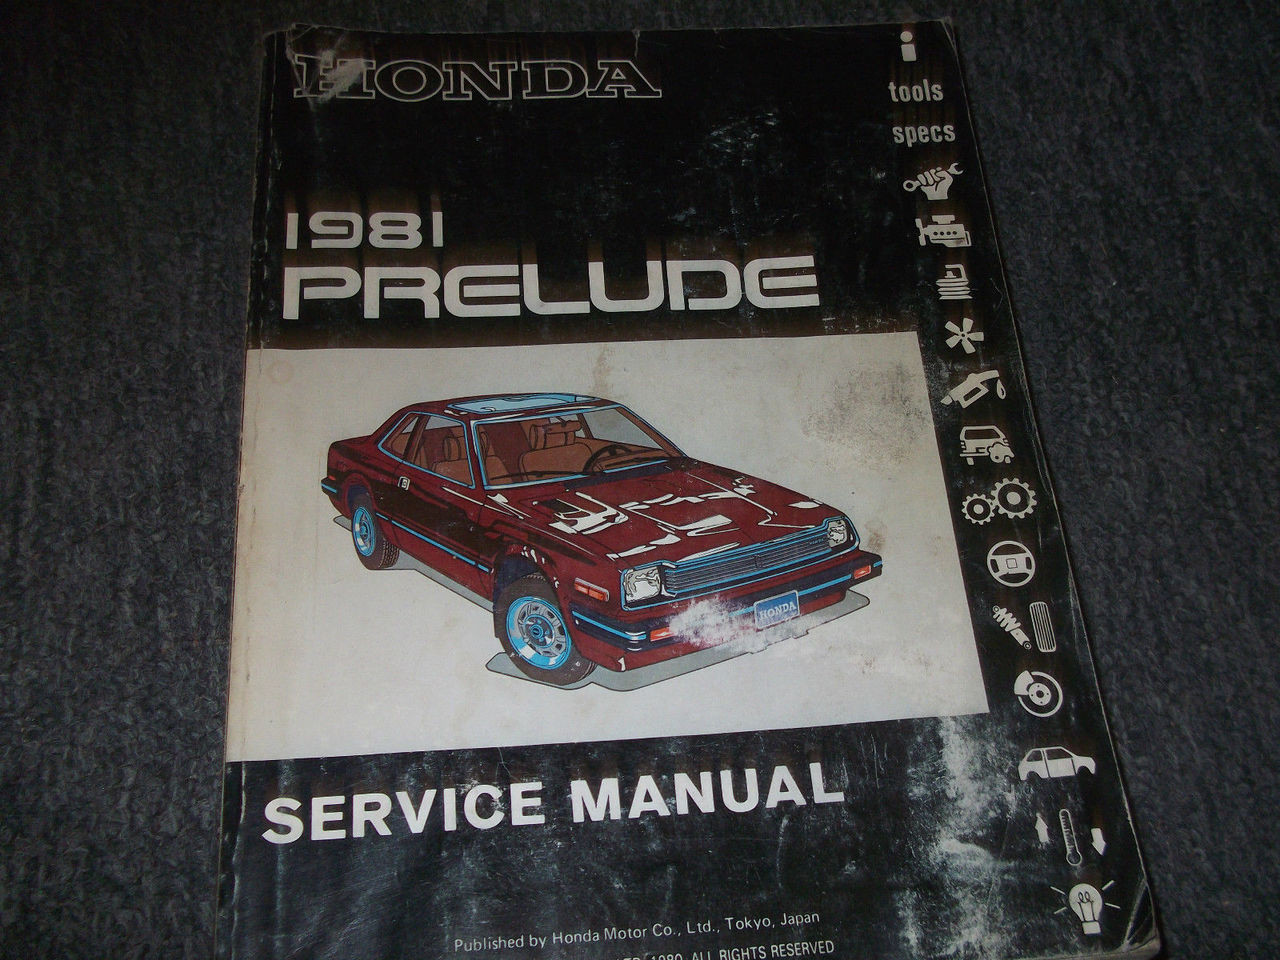 HONDA
1981
PRELUDE
i
tools
specs
HONDA
SERVICE MANUAL
Published by Honda Motor Co., Ltd., Tokyo, Japan
1980 ALL RIGHTS RESERVED